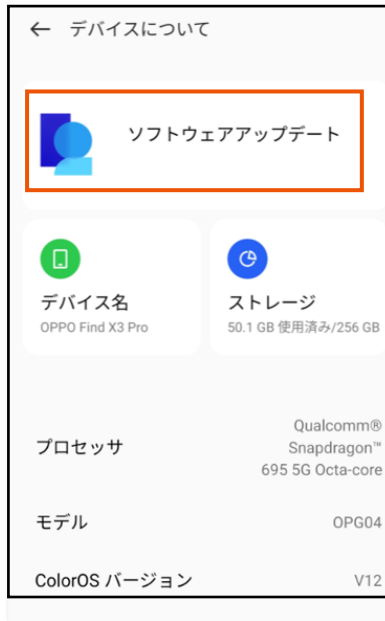 ← デバイスについて
ソフトウェアアップデート
デバイス名
OPPO Find X3 Pro
ストレージ
50.1 GB 使用済み/256 GB
プロセッサ
Qualcomm®
Snapdragon™
695 5G Octa-core
モデル
OPG04
ColorOS バージョン
V12